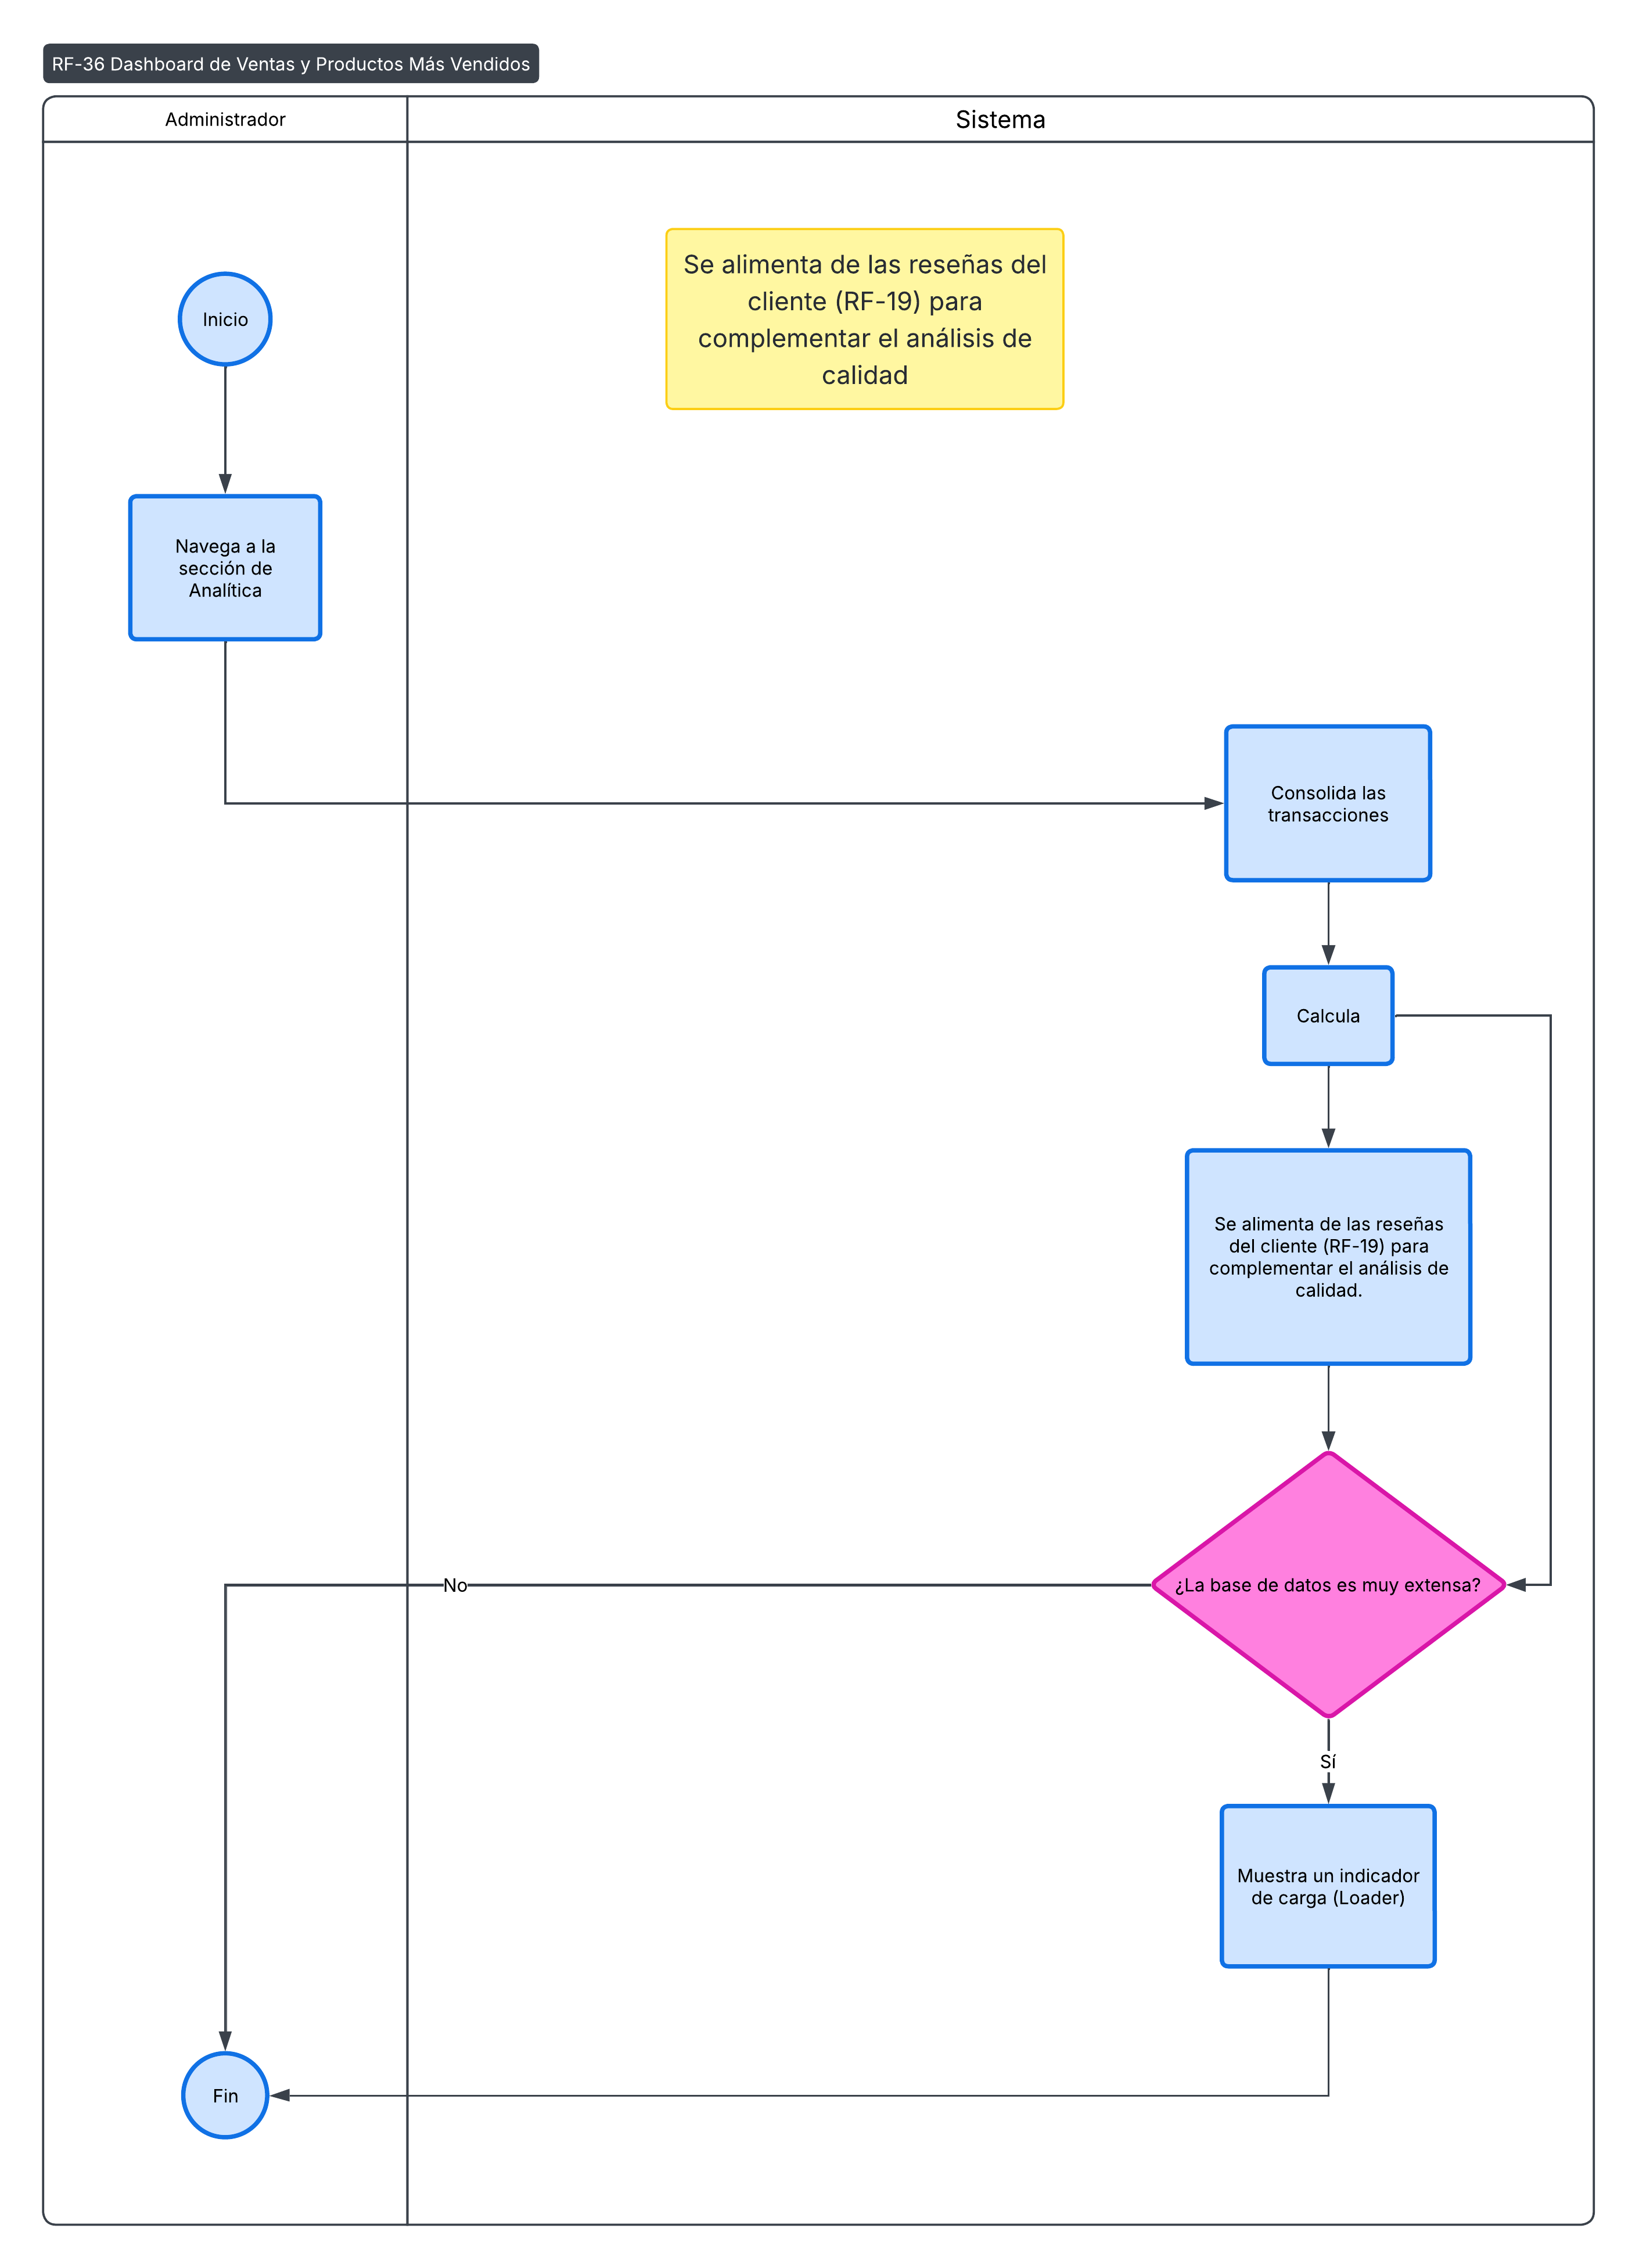 RF-36 Dashboard de Ventas y Productos Más Vendidos
Administrador
Sistema
Se alimenta de las reseñas del
cliente (RF-19) para
complementar el análisis de
calidad
Inicio
Navega a la
sección de
Analítica
Consolida las
transacciones
Calcula
Se alimenta de las reseñas
del cliente (RF-19) para
complementar el análisis de
calidad.
¿La base de datos es muy extensa?
No
Sí
Muestra un indicador
de carga (Loader)
Fin